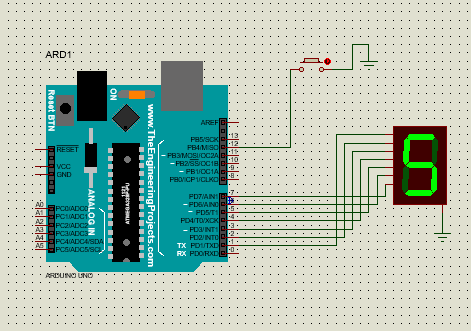 ARD1
Reset BTN
ON
www.TheEngineeringProjects.com
ANALOG IN
RESET
VCC
GND
A0 PC0/ADC0
A1 PC1/ADC1
A2 PC2/ADC2
A3 PC3/ADC3
A4 PC4/ADC4/SDA
A5 PC5/ADC5/SCL
AREF
PB5/SCK 13
PB4/MISO 12
~ PB3/MOSI/OC2A 11
~ PB2/SS/OC1B 10
~ PB1/OC1A 9
PB0/ICP1/CLKO 8
PD7/AIN1 7
~ PD6/AIN0
~ PD5/T1 5
PD4/T0/XCK 4
~ PD3/INT1 3
PD2/INT0 2
TX PD1/TXD 1
RX PD0/RXD 0
ARDUINO UNO
5